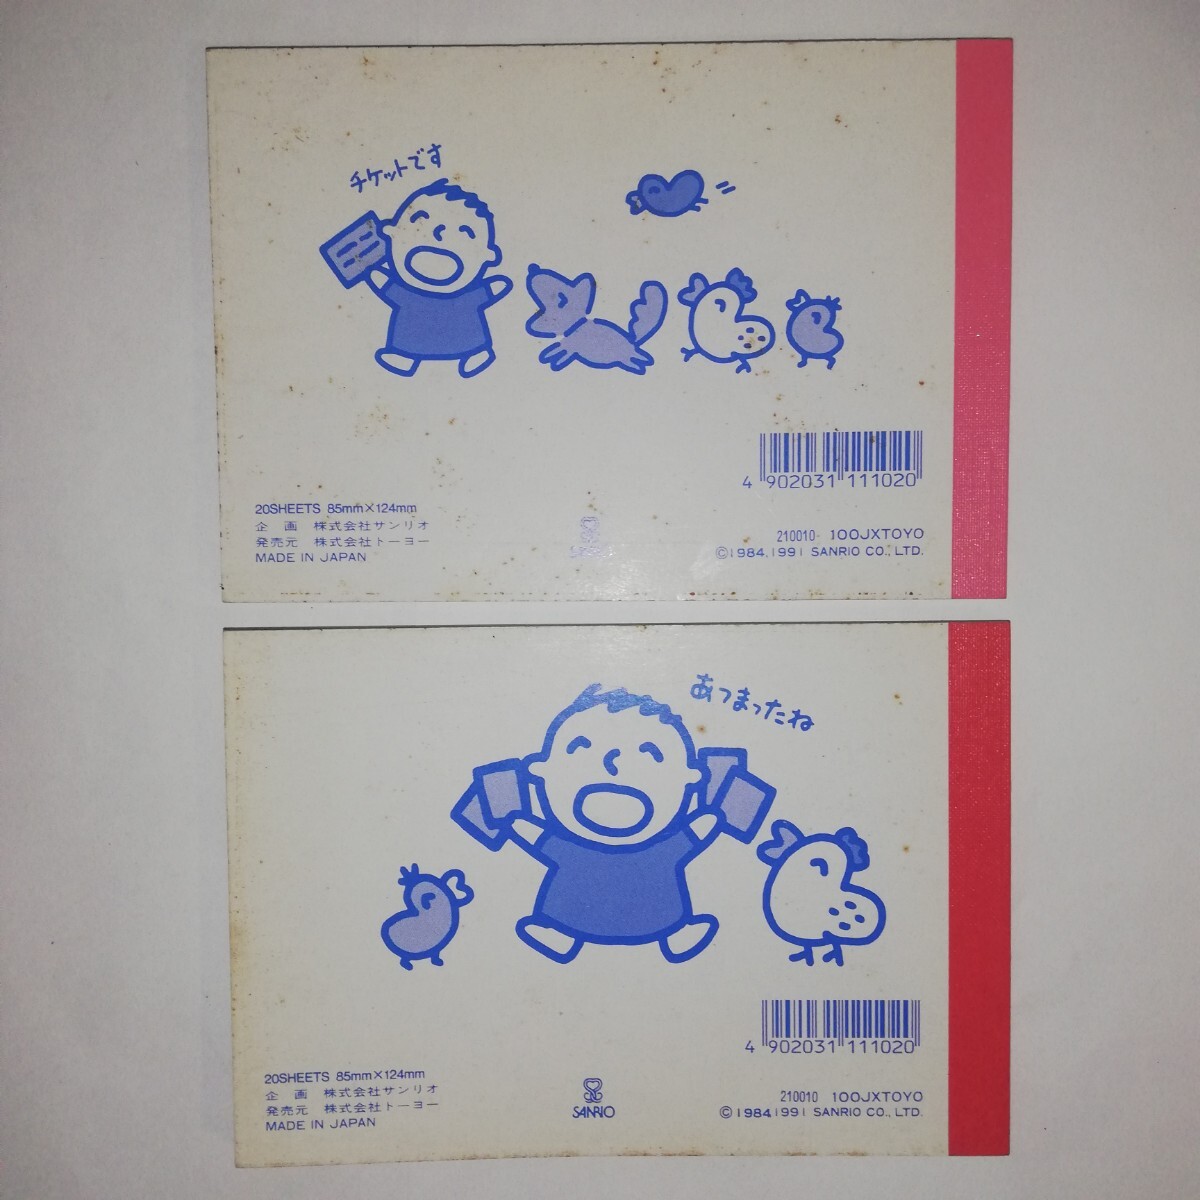 チケットです
4 902031 111020
20SHEETS 85mm×124mm
企 画 株式会社サンリオ
発売元 株式会社トーヨー
MADE IN JAPAN
SANRIO
210010 100JXTOYO
©1984,1991 SANRIO CO., LTD.
あつまったね
4 902031 111020
20SHEETS 85mm×124mm
企 画 株式会社サンリオ
発売元 株式会社トーヨー
MADE IN JAPAN
SANRIO
210010 100JXTOYO
©1984,1991 SANRIO CO., LTD.